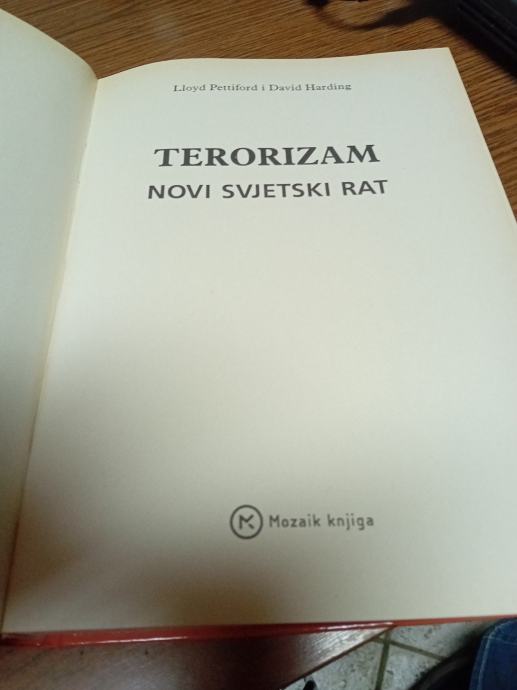 Lloyd Pettiford i David Harding
TERORIZAM
NOVI SVJETSKI RAT
Mozaik knjiga